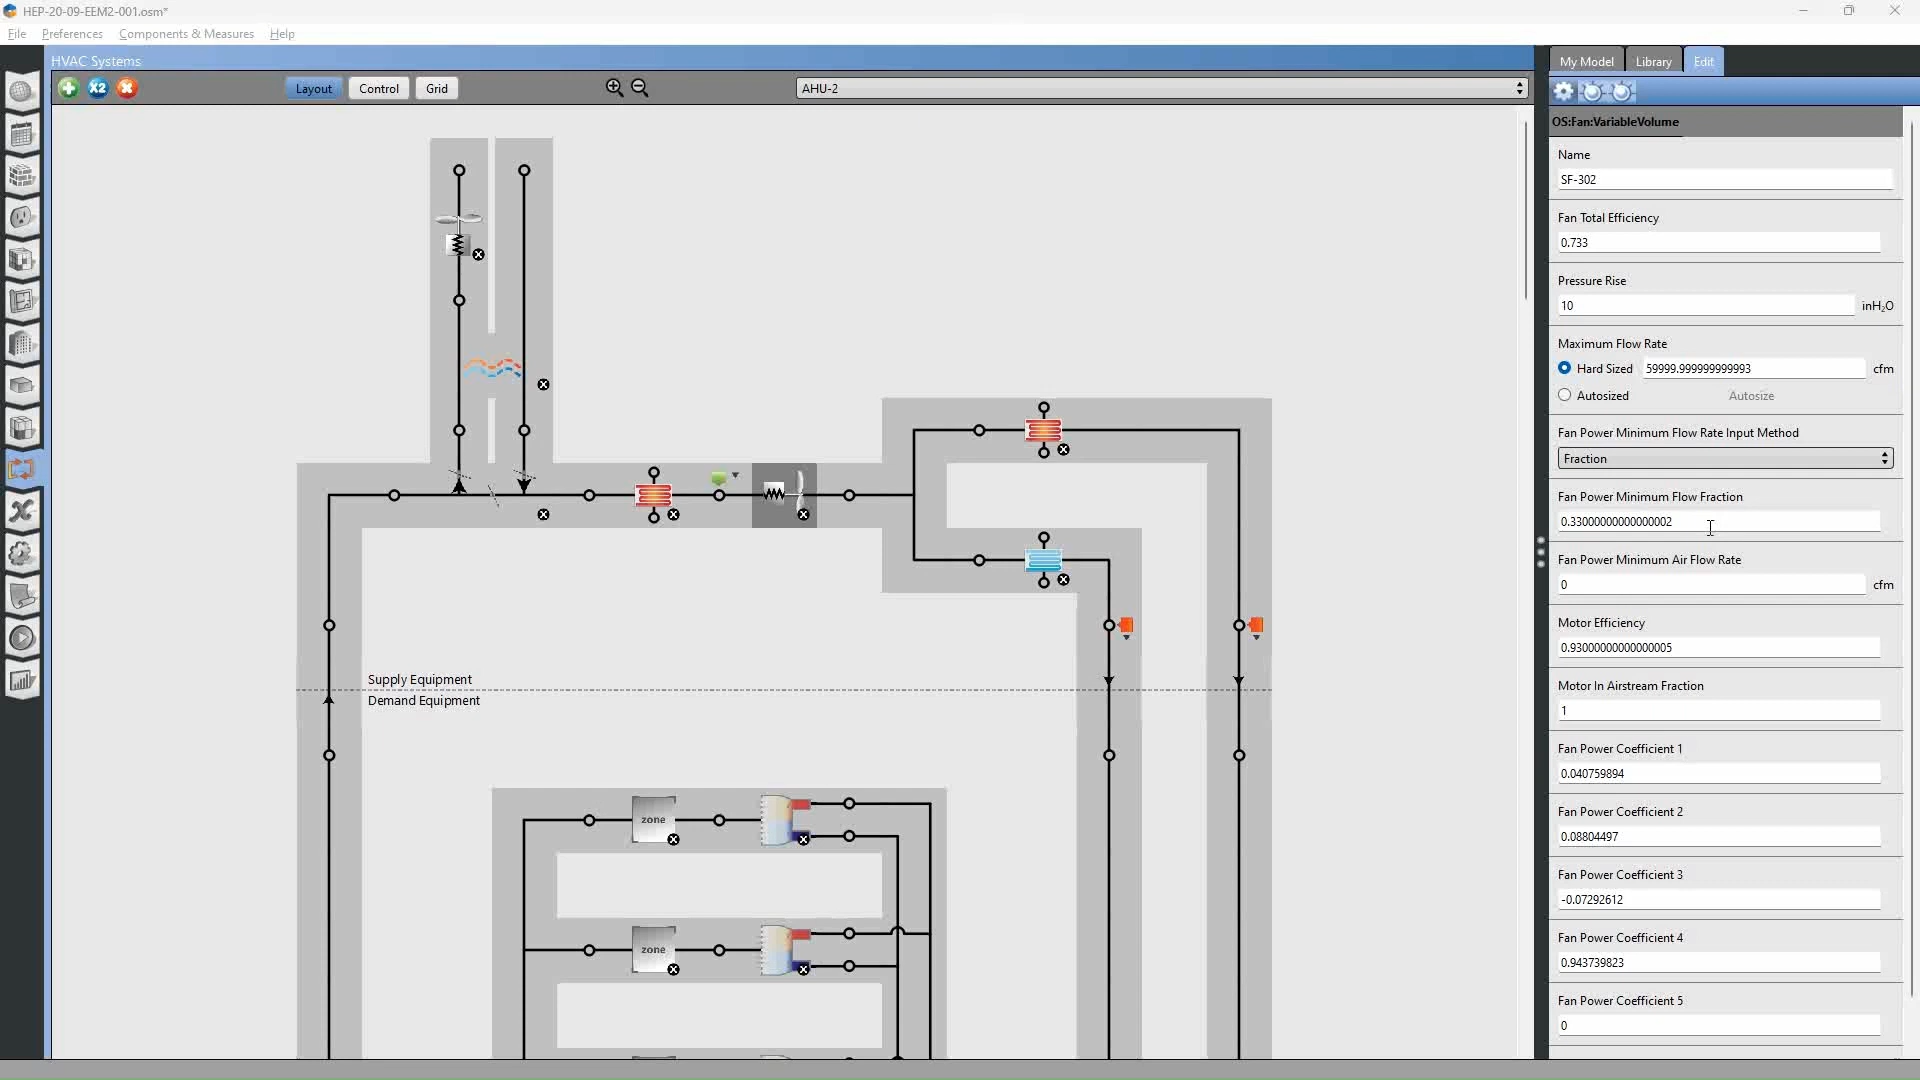 HEP-20-09-EEM2-001.osm*
File Preferences Components & Measures Help
HVAC Systems
My Model Library Edit
X2 Layout Control Grid AHU-2
OS:Fan:VariableVolume
Name
SF-302
Fan Total Efficiency
0.733
Pressure Rise
10 inH₂O
Maximum Flow Rate
Hard Sized 59999.999999999993 cfm
Autosized Autosize
Fan Power Minimum Flow Rate Input Method
Fraction
Fan Power Minimum Flow Fraction
0.33000000000000002
Fan Power Minimum Air Flow Rate
0 cfm
Motor Efficiency
0.93000000000000005
Motor In Airstream Fraction
1
Fan Power Coefficient 1
0.040759894
Fan Power Coefficient 2
0.08804497
Fan Power Coefficient 3
-0.07292612
Fan Power Coefficient 4
0.943739823
Fan Power Coefficient 5
0
Supply Equipment
Demand Equipment
zone
zone